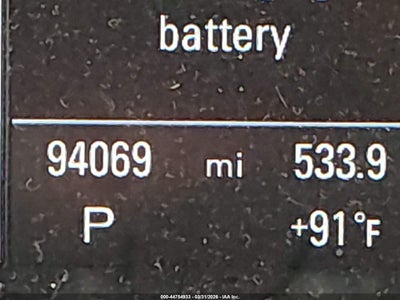 battery
94069 mi 533.9
P +91°F
000-44754933 - 03/31/2026 - IAA Inc.